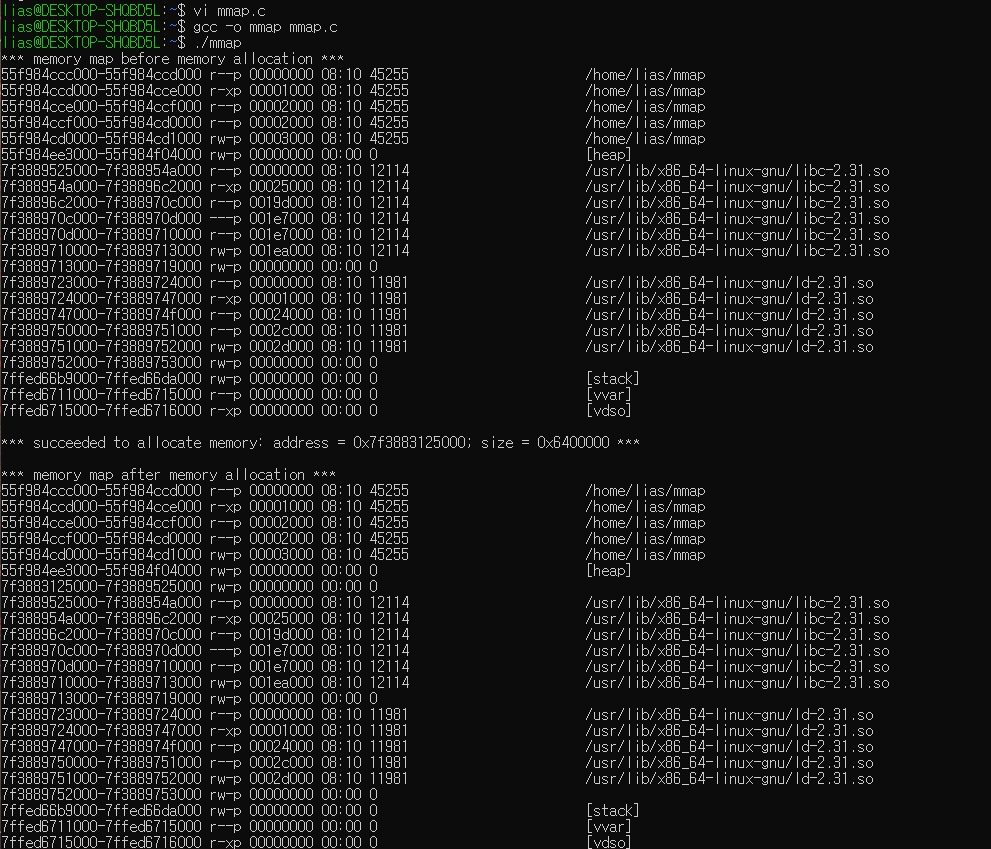 lias@DESKTOP-SHQBD5L:~$ vi mmap.c
lias@DESKTOP-SHQBD5L:~$ gcc -o mmap mmap.c
lias@DESKTOP-SHQBD5L:~$ ./mmap
*** memory map before memory allocation ***
55f984ccc000-55f984ccd000 r--p 00000000 08:10 45255 /home/lias/mmap
55f984ccd000-55f984cce000 r-xp 00001000 08:10 45255 /home/lias/mmap
55f984cce000-55f984ccf000 r--p 00002000 08:10 45255 /home/lias/mmap
55f984ccf000-55f984cd0000 r--p 00002000 08:10 45255 /home/lias/mmap
55f984cd0000-55f984cd1000 rw-p 00003000 08:10 45255 /home/lias/mmap
55f984ee3000-55f984f04000 rw-p 00000000 00:00 0 [heap]
7f3889525000-7f388954a000 r--p 00000000 08:10 12114 /usr/lib/x86_64-linux-gnu/libc-2.31.so
7f388954a000-7f38896c2000 r-xp 00025000 08:10 12114 /usr/lib/x86_64-linux-gnu/libc-2.31.so
7f38896c2000-7f388970c000 r--p 0019d000 08:10 12114 /usr/lib/x86_64-linux-gnu/libc-2.31.so
7f388970c000-7f388970d000 ---p 001e7000 08:10 12114 /usr/lib/x86_64-linux-gnu/libc-2.31.so
7f388970d000-7f3889710000 r--p 001e7000 08:10 12114 /usr/lib/x86_64-linux-gnu/libc-2.31.so
7f3889710000-7f3889713000 rw-p 001ea000 08:10 12114 /usr/lib/x86_64-linux-gnu/libc-2.31.so
7f3889713000-7f3889719000 rw-p 00000000 00:00 0
7f3889723000-7f3889724000 r--p 00000000 08:10 11981 /usr/lib/x86_64-linux-gnu/ld-2.31.so
7f3889724000-7f3889747000 r-xp 00001000 08:10 11981 /usr/lib/x86_64-linux-gnu/ld-2.31.so
7f3889747000-7f388974f000 r--p 00024000 08:10 11981 /usr/lib/x86_64-linux-gnu/ld-2.31.so
7f3889750000-7f3889751000 r--p 0002c000 08:10 11981 /usr/lib/x86_64-linux-gnu/ld-2.31.so
7f3889751000-7f3889752000 rw-p 0002d000 08:10 11981 /usr/lib/x86_64-linux-gnu/ld-2.31.so
7f3889752000-7f3889753000 rw-p 00000000 00:00 0
7ffed66b9000-7ffed66da000 rw-p 00000000 00:00 0 [stack]
7ffed6711000-7ffed6715000 r--p 00000000 00:00 0 [vvar]
7ffed6715000-7ffed6716000 r-xp 00000000 00:00 0 [vdso]
*** succeeded to allocate memory: address = 0x7f3883125000; size = 0x6400000 ***
*** memory map after memory allocation ***
55f984ccc000-55f984ccd000 r--p 00000000 08:10 45255 /home/lias/mmap
55f984ccd000-55f984cce000 r-xp 00001000 08:10 45255 /home/lias/mmap
55f984cce000-55f984ccf000 r--p 00002000 08:10 45255 /home/lias/mmap
55f984ccf000-55f984cd0000 r--p 00002000 08:10 45255 /home/lias/mmap
55f984cd0000-55f984cd1000 rw-p 00003000 08:10 45255 /home/lias/mmap
55f984ee3000-55f984f04000 rw-p 00000000 00:00 0 [heap]
7f3883125000-7f3889525000 rw-p 00000000 00:00 0
7f3889525000-7f388954a000 r--p 00000000 08:10 12114 /usr/lib/x86_64-linux-gnu/libc-2.31.so
7f388954a000-7f38896c2000 r-xp 00025000 08:10 12114 /usr/lib/x86_64-linux-gnu/libc-2.31.so
7f38896c2000-7f388970c000 r--p 0019d000 08:10 12114 /usr/lib/x86_64-linux-gnu/libc-2.31.so
7f388970c000-7f388970d000 ---p 001e7000 08:10 12114 /usr/lib/x86_64-linux-gnu/libc-2.31.so
7f388970d000-7f3889710000 r--p 001e7000 08:10 12114 /usr/lib/x86_64-linux-gnu/libc-2.31.so
7f3889710000-7f3889713000 rw-p 001ea000 08:10 12114 /usr/lib/x86_64-linux-gnu/libc-2.31.so
7f3889713000-7f3889719000 rw-p 00000000 00:00 0
7f3889723000-7f3889724000 r--p 00000000 08:10 11981 /usr/lib/x86_64-linux-gnu/ld-2.31.so
7f3889724000-7f3889747000 r-xp 00001000 08:10 11981 /usr/lib/x86_64-linux-gnu/ld-2.31.so
7f3889747000-7f388974f000 r--p 00024000 08:10 11981 /usr/lib/x86_64-linux-gnu/ld-2.31.so
7f3889750000-7f3889751000 r--p 0002c000 08:10 11981 /usr/lib/x86_64-linux-gnu/ld-2.31.so
7f3889751000-7f3889752000 rw-p 0002d000 08:10 11981 /usr/lib/x86_64-linux-gnu/ld-2.31.so
7f3889752000-7f3889753000 rw-p 00000000 00:00 0
7ffed66b9000-7ffed66da000 rw-p 00000000 00:00 0 [stack]
7ffed6711000-7ffed6715000 r--p 00000000 00:00 0 [vvar]
7ffed6715000-7ffed6716000 r-xp 00000000 00:00 0 [vdso]